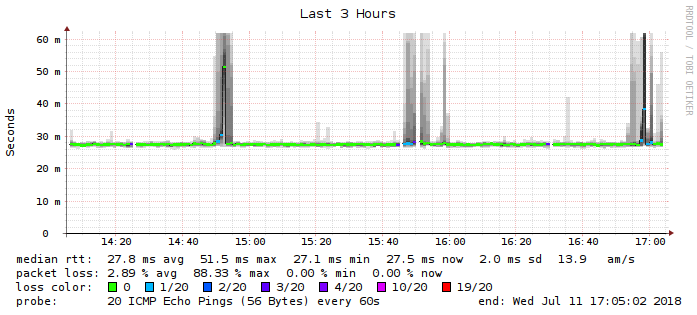 Last 3 Hours
RRDTOOL / TOBI OETIKER
Seconds
60 m
50 m
40 m
30 m
20 m
10 m
0
14:20 14:40 15:00 15:20 15:40 16:00 16:20 16:40 17:00
median rtt: 27.8 ms avg 51.5 ms max 27.1 ms min 27.5 ms now 2.0 ms sd 13.9 am/s
packet loss: 2.89 % avg 88.33 % max 0.00 % min 0.00 % now
loss color: 0 1/20 2/20 3/20 4/20 10/20 19/20
probe: 20 ICMP Echo Pings (56 Bytes) every 60s end: Wed Jul 11 17:05:02 2018